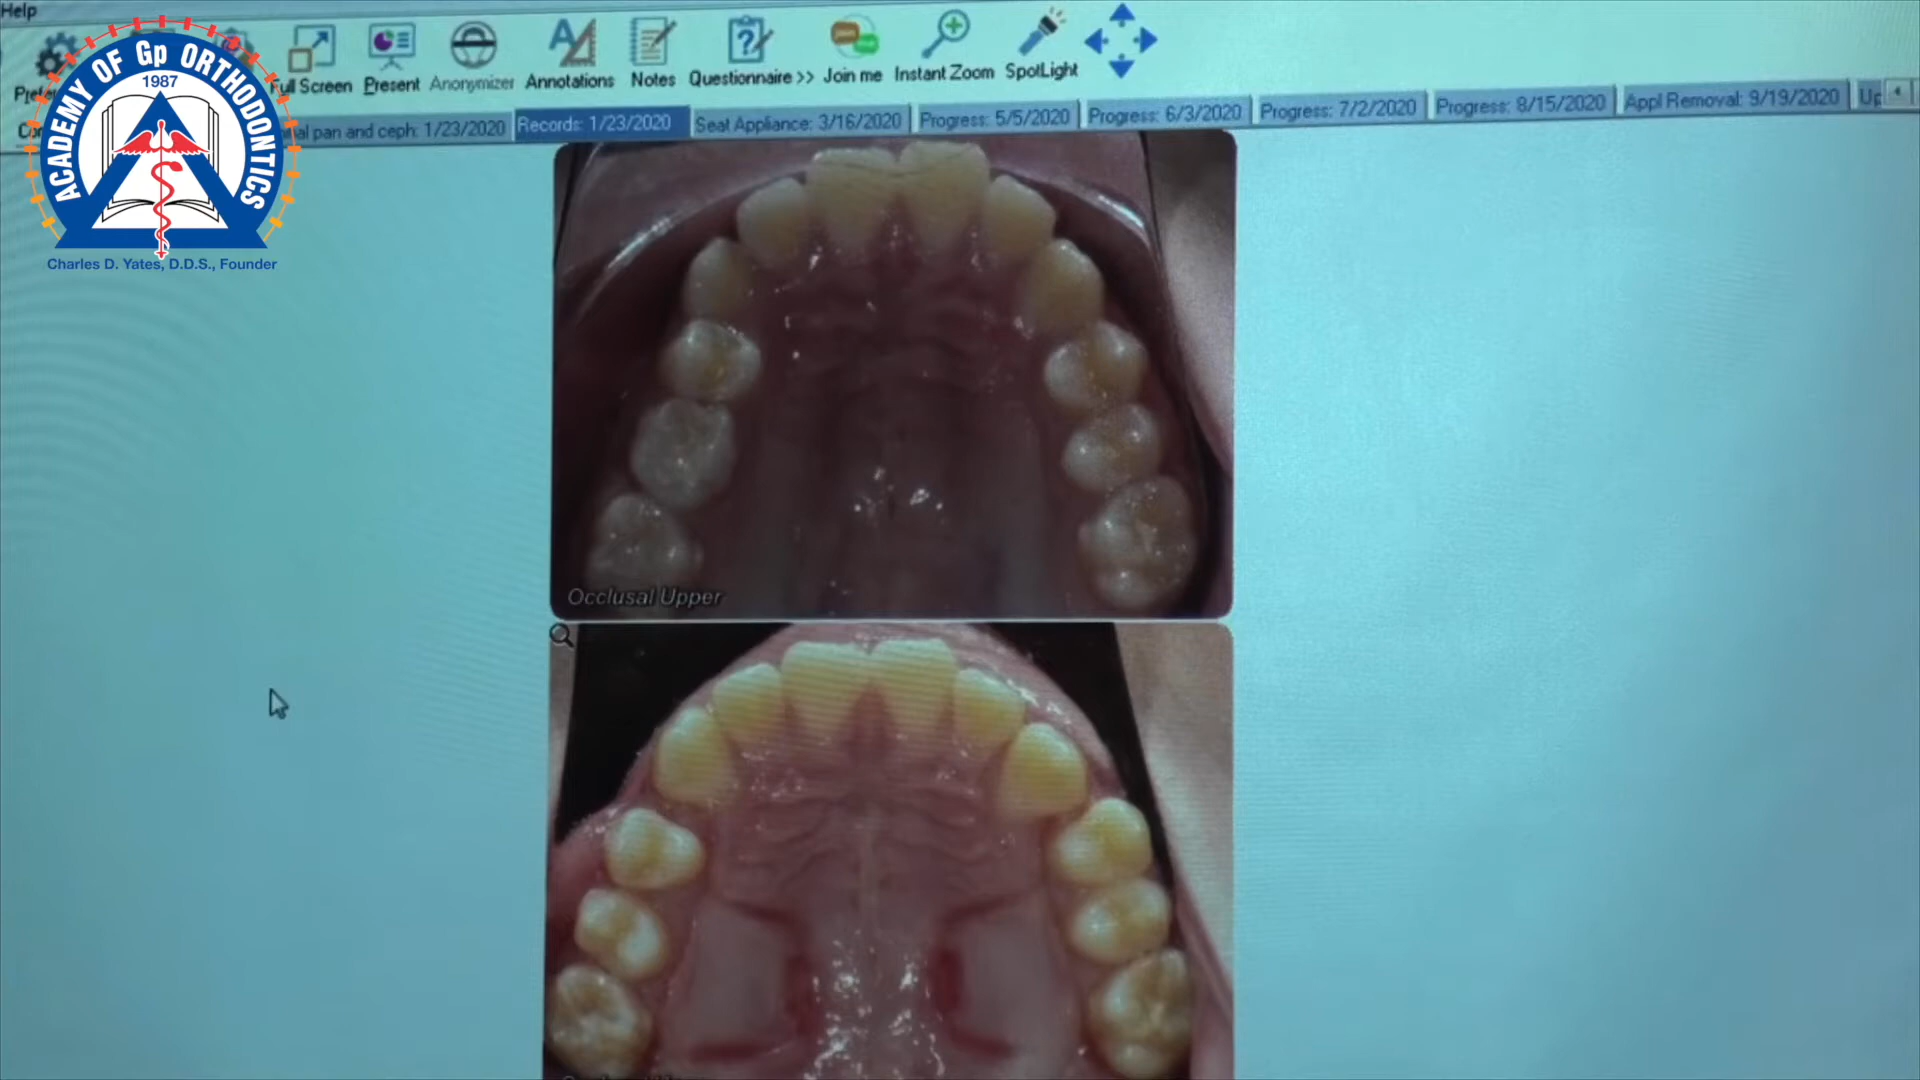 Help
Full Screen
Present
Anonymizer
Annotations
Notes
Questionnaire >>
Join me
Instant Zoom
SpotLight
pan and ceph: 1/23/2020
Records: 1/23/2020
Seat Appliance: 3/16/2020
Progress: 5/5/2020
Progress: 6/3/2020
Progress: 7/2/2020
Progress: 8/15/2020
Appl Removal: 9/19/2020
ACADEMY OF Gp ORTHODONTICS
1987
Charles D. Yates, D.D.S., Founder
Occlusal Upper